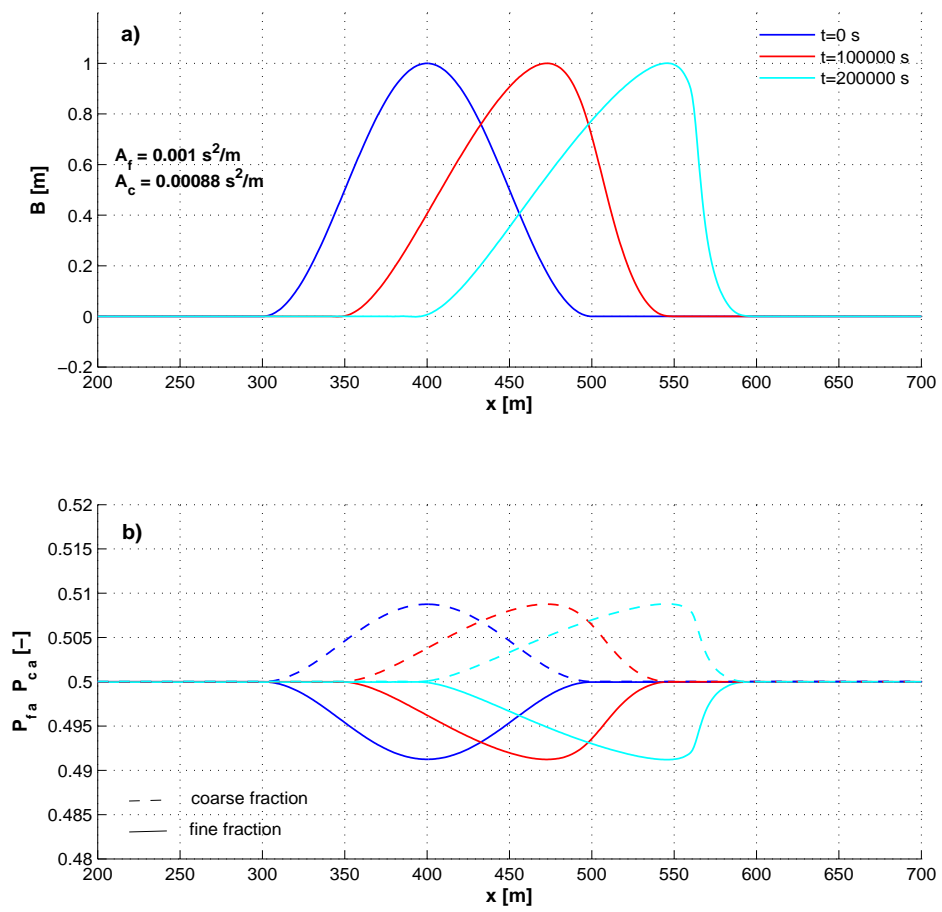 a)
t=0 s
t=100000 s
t=200000 s
A_f = 0.001 s^2/m
A_c = 0.00088 s^2/m
B [m]
1
0.8
0.6
0.4
0.2
0
−0.2
200 250 300 350 400 450 500 550 600 650 700
x [m]
b)
P_fa P_ca [−]
0.52
0.515
0.51
0.505
0.5
0.495
0.49
0.485
0.48
coarse fraction
fine fraction
200 250 300 350 400 450 500 550 600 650 700
x [m]